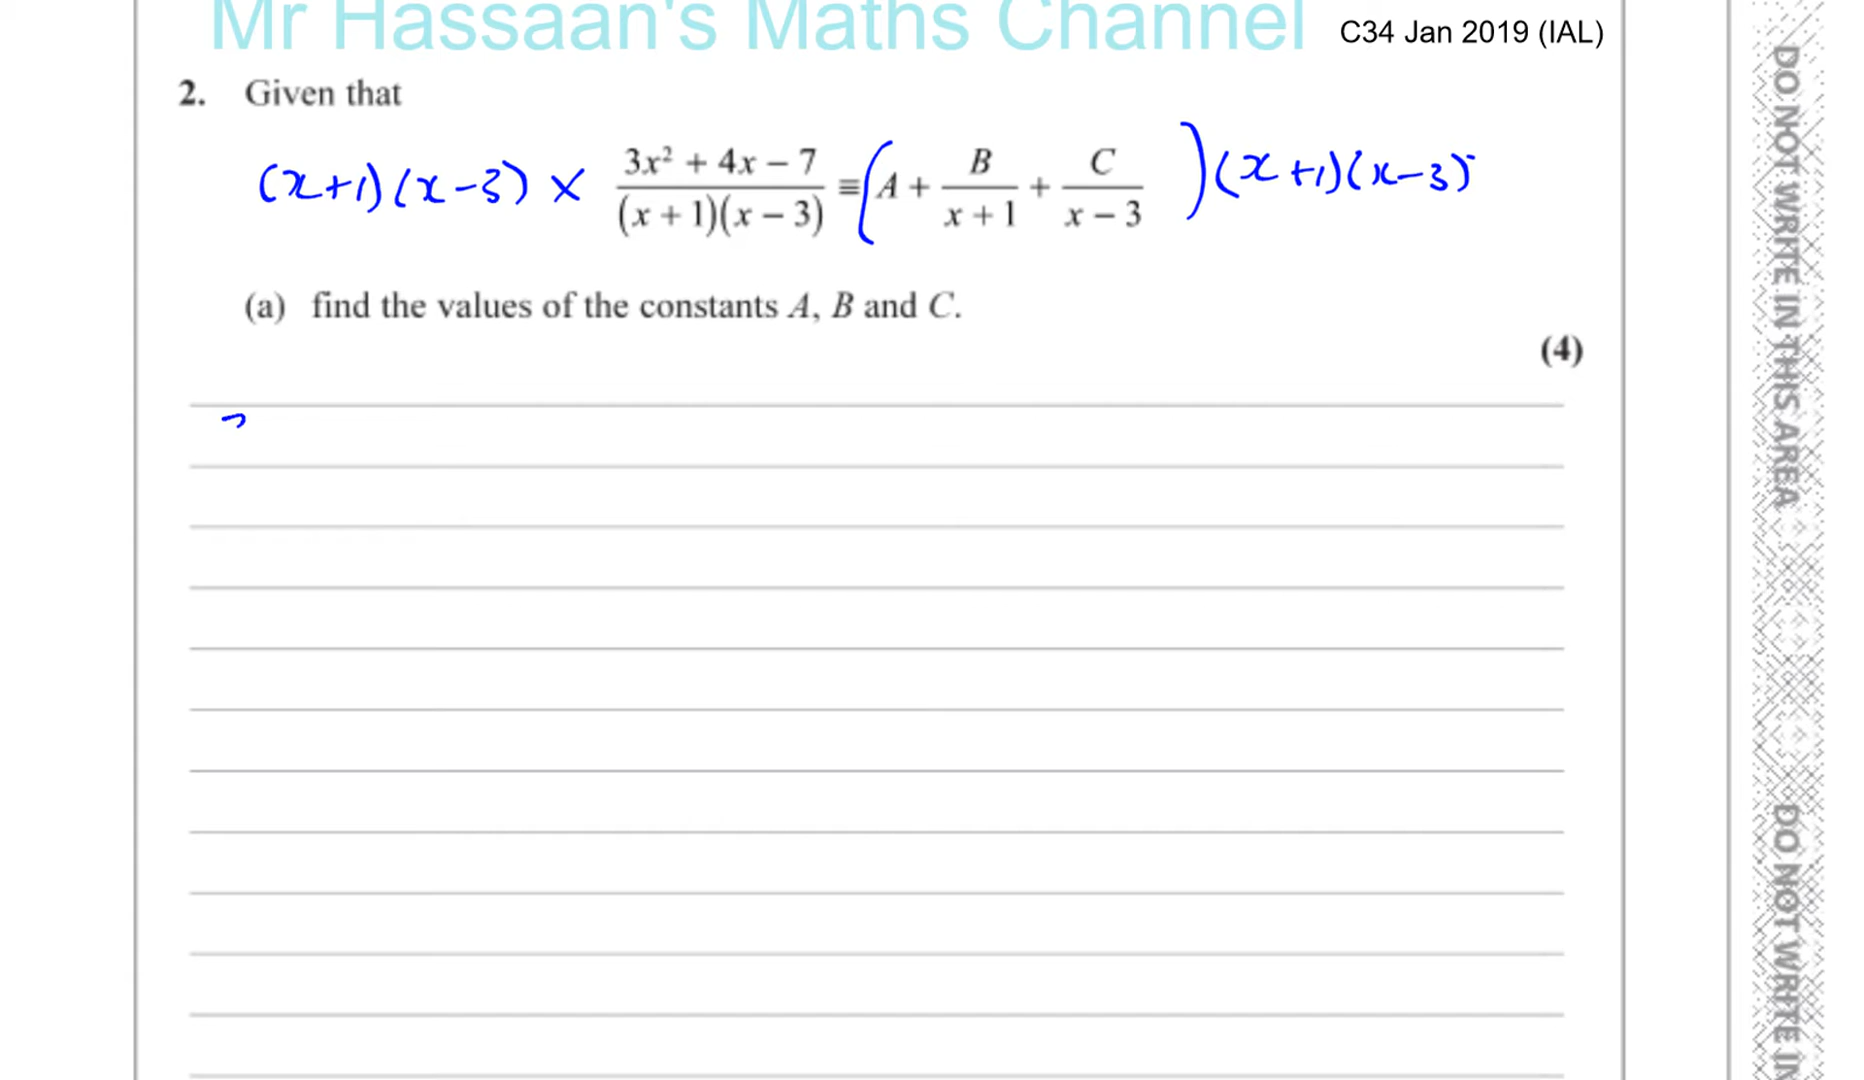 Mr Hassaan's Maths Channel
C34 Jan 2019 (IAL)
2. Given that
(x+1)(x-3) × (3x² + 4x − 7)/((x + 1)(x − 3)) ≡ (A + B/(x + 1) + C/(x − 3))(x+1)(x-3)
(a) find the values of the constants A, B and C.
(4)
DO NOT WRITE IN THIS AREA
DO NOT WRITE IN